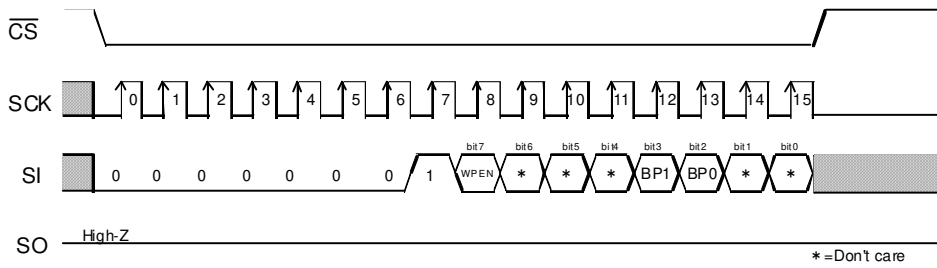 CS
SCK 0 1 2 3 4 5 6 7 8 9 10 11 12 13 14 15
bit7 bit6 bit5 bit4 bit3 bit2 bit1 bit0
SI 0 0 0 0 0 0 0 1 WPEN * * * BP1 BP0 * *
High-Z
SO
* =Don't care